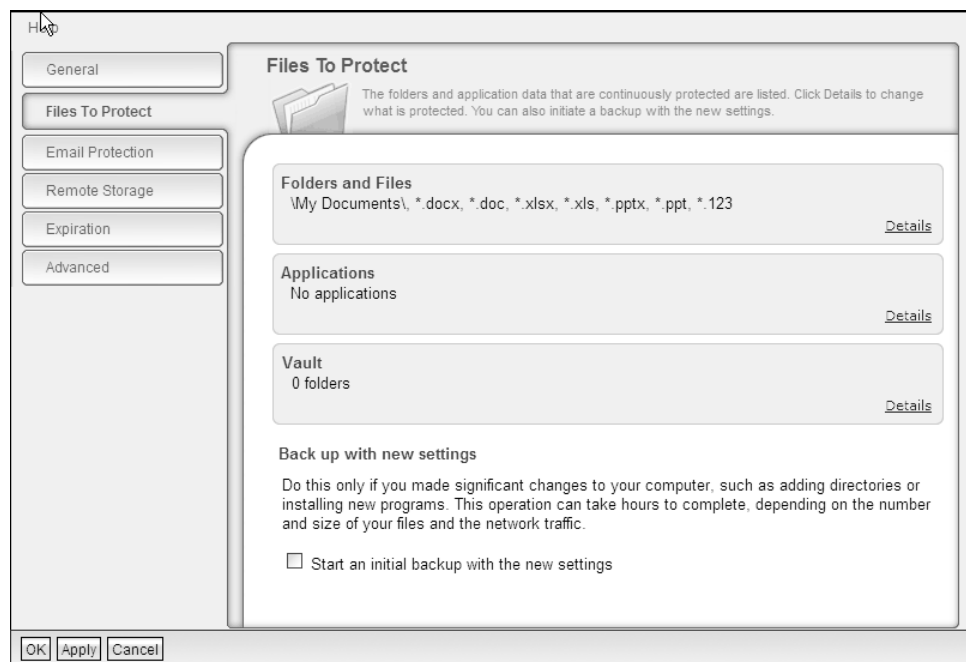 Help
General
Files To Protect
Email Protection
Remote Storage
Expiration
Advanced
Files To Protect
The folders and application data that are continuously protected are listed. Click Details to change
what is protected. You can also initiate a backup with the new settings.
Folders and Files
\My Documents\, *.docx, *.doc, *.xlsx, *.xls, *.pptx, *.ppt, *.123
Details
Applications
No applications
Details
Vault
0 folders
Details
Back up with new settings
Do this only if you made significant changes to your computer, such as adding directories or
installing new programs. This operation can take hours to complete, depending on the number
and size of your files and the network traffic.
Start an initial backup with the new settings
OK Apply Cancel